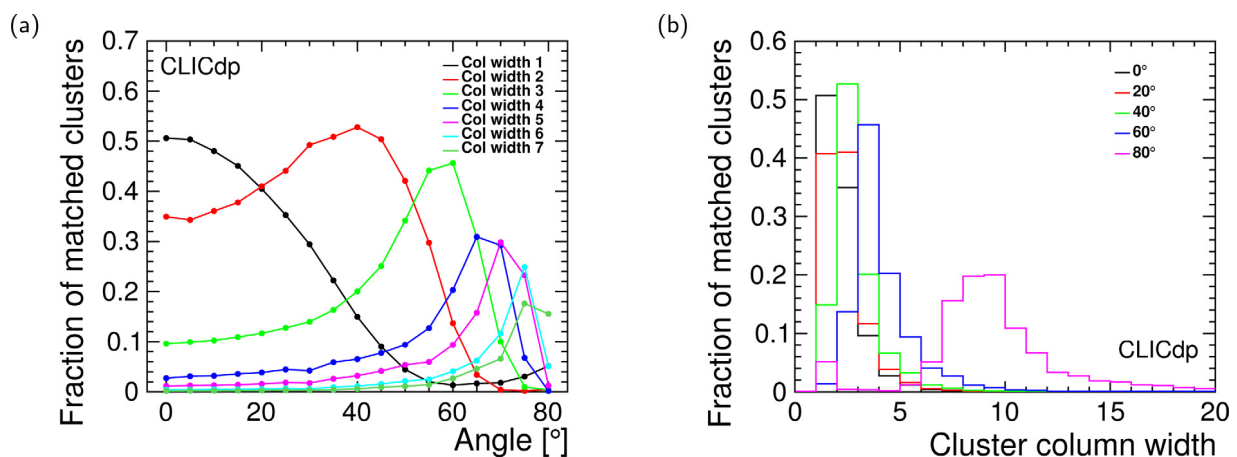 (a)
Fraction of matched clusters
0.7
0.6
0.5
0.4
0.3
0.2
0.1
0
CLICdp
Col width 1
Col width 2
Col width 3
Col width 4
Col width 5
Col width 6
Col width 7
0 20 40 60 80
Angle [°]
(b)
Fraction of matched clusters
0.6
0.5
0.4
0.3
0.2
0.1
0
0°
20°
40°
60°
80°
CLICdp
0 5 10 15 20
Cluster column width